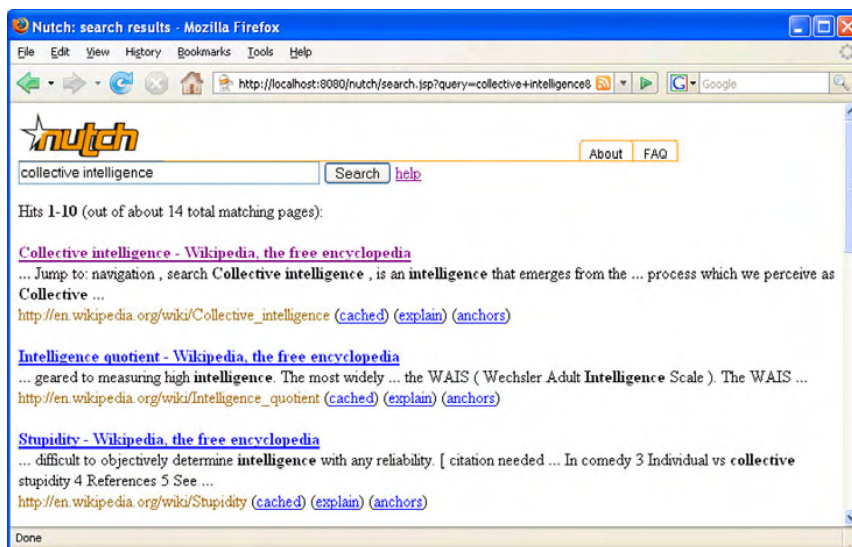 Nutch: search results - Mozilla Firefox
File Edit View History Bookmarks Tools Help
http://localhost:8080/nutch/search.jsp?query=collective+intelligence& G Google
nutch
About FAQ
collective intelligence Search help
Hits 1-10 (out of about 14 total matching pages):
Collective intelligence - Wikipedia, the free encyclopedia
... Jump to: navigation , search Collective intelligence , is an intelligence that emerges from the ... process which we perceive as
Collective ...
http://en.wikipedia.org/wiki/Collective_intelligence (cached) (explain) (anchors)
Intelligence quotient - Wikipedia, the free encyclopedia
... geared to measuring high intelligence. The most widely ... the WAIS ( Wechsler Adult Intelligence Scale ). The WAIS ...
http://en.wikipedia.org/wiki/Intelligence_quotient (cached) (explain) (anchors)
Stupidity - Wikipedia, the free encyclopedia
... difficult to objectively determine intelligence with any reliability. [ citation needed ... In comedy 3 Individual vs collective
stupidity 4 References 5 See ...
http://en.wikipedia.org/wiki/Stupidity (cached) (explain) (anchors)
Done